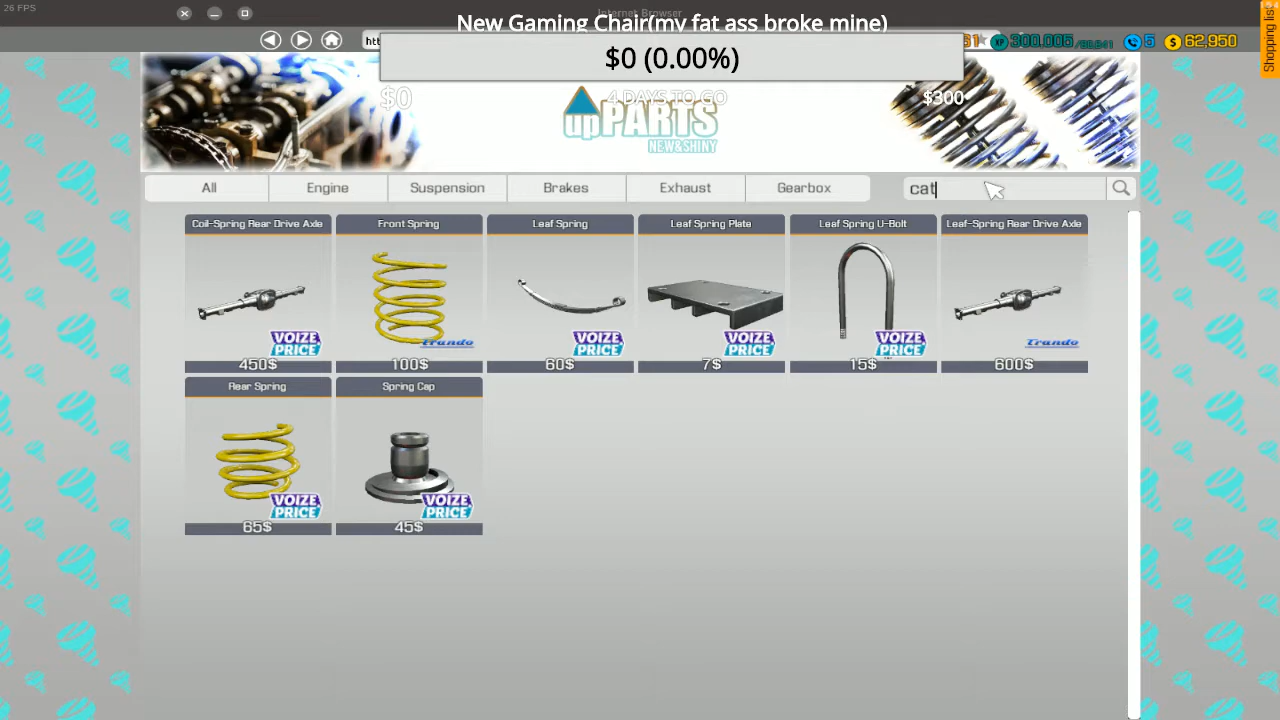 26 FPS
Internet Browser
New Gaming Chair(my fat ass broke mine)
Shopping list
htt
$0 (0.00%)
300,005
5
$ 62,950
$0
4 DAYS TO GO
$300
upPARTS
NEW&SHINY
All
Engine
Suspension
Brakes
Exhaust
Gearbox
cat
Coil-Spring Rear Drive Axle
Front Spring
Leaf Spring
Leaf Spring Plate
Leaf Spring U-Bolt
Leaf-Spring Rear Drive Axle
VOIZE PRICE
Trando
VOIZE PRICE
VOIZE PRICE
VOIZE PRICE
Trando
450$
100$
60$
7$
15$
600$
Rear Spring
Spring Cap
VOIZE PRICE
VOIZE PRICE
65$
45$